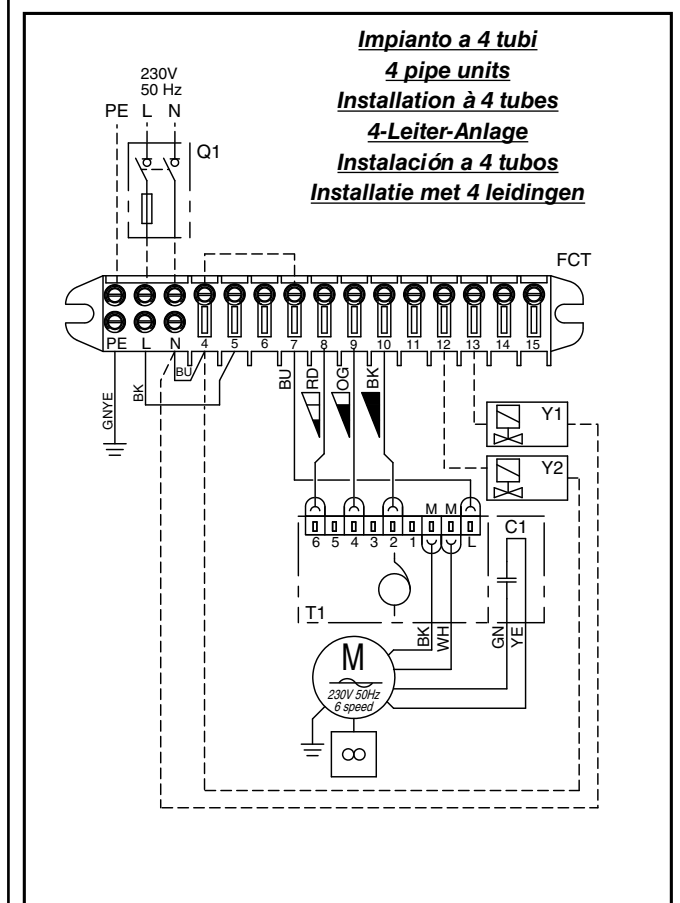 Impianto a 4 tubi
4 pipe units
Installation à 4 tubes
4-Leiter-Anlage
Instalación a 4 tubos
Installatie met 4 leidingen
230V
50 Hz
PE L N
Q1
FCT
PE L N 4 5 6 7 8 9 10 11 12 13 14 15
GNYE
BK
BU
BU
RD
OG
BK
Y1
Y2
M M
C1
6 5 4 3 2 1 L
T1
BK
WH
GN
YE
M
230V 50Hz
6 speed